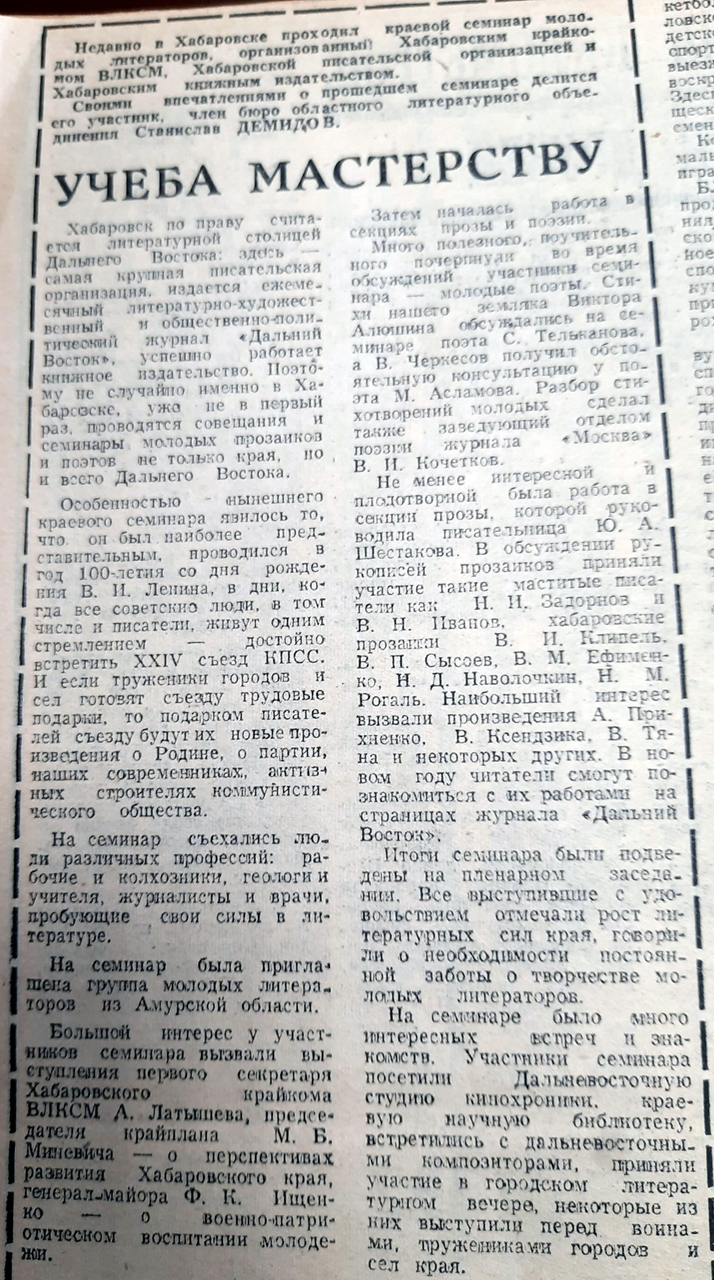 Недавно в Хабаровске проходил краевой семинар моло-
дых литераторов, организованный Хабаровским крайко-
мом ВЛКСМ, Хабаровской писательской организацией и
Хабаровским книжным издательством.
Своими впечатлениями о прошедшем семинаре делится
его участник, член бюро областного литературного объе-
динения Станислав ДЕМИДОВ.
УЧЕБА МАСТЕРСТВУ
Хабаровск по праву счита-
ется литературной столицей
Дальнего Востока: здесь —
самая крупная писательская
организация, издается ежеме-
сячный литературно-художест-
венный и общественно-поли-
тический журнал «Дальний
Восток», успешно работает
книжное издательство. Поэто-
му не случайно именно в Ха-
баровске, уже не в первый
раз, проводятся совещания и
семинары молодых прозаиков
и поэтов не только края, но
и всего Дальнего Востока.
Особенностью нынешнего
краевого семинара явилось то,
что он был наиболее пред-
ставительным, проводился в
год 100-летия со дня рожде-
ния В. И. Ленина, в дни, ко-
гда все советские люди, в том
числе и писатели, живут одним
стремлением — достойно
встретить XXIV съезд КПСС.
И если труженики городов и
сел готовят съезду трудовые
подарки, то подарком писате-
лей съезду будут их новые про-
изведения о Родине, о партии,
наших современниках, актив-
ных строителях коммунисти-
ческого общества.
На семинар съехались лю-
ди различных профессий: ра-
бочие и колхозники, геологи и
учителя, журналисты и врачи,
пробующие свои силы в ли-
тературе.
На семинар была пригла-
шена группа молодых литера-
торов из Амурской области.
Большой интерес у участ-
ников семинара вызвали вы-
ступления первого секретаря
Хабаровского крайкома
ВЛКСМ А. Латышева, предсе-
дателя крайплана М. Б.
Миневича — о перспективах
развития Хабаровского края,
генерал-майора Ф. К. Ищен-
ко — о военно-патри-
отическом воспитании молоде-
жи.
Затем началась работа в
секциях прозы и поэзии.
Много полезного, поучитель-
ного почерпнули во время
обсуждений участники семи-
нара — молодые поэты. Сти-
хи нашего земляка Виктора
Алюшина обсуждались на се-
минаре поэта С. Тельканова,
а В. Черкесов получил обсто-
ятельную консультацию у по-
эта М. Асламова. Разбор сти-
хотворений молодых сделал
также заведующий отделом
поэзии журнала «Москва»
В. И. Кочетков.
Не менее интересной и
плодотворной была работа в
секции прозы, которой руко-
водила писательница Ю. А.
Шестакова. В обсуждении ру-
кописей прозаиков приняли
участие такие маститые писа-
тели как Н. И. Задорнов и
В. Н. Иванов, хабаровские
прозаики В. И. Клипель,
В. П. Сысоев, В. М. Ефимен-
ко, Н. Д. Наволочкин, Н. М.
Рогаль. Наибольший интерес
вызвали произведения А. При-
хненко, В. Ксендзика, В. Тя-
на и некоторых других. В но-
вом году читатели смогут по-
знакомиться с их работами на
страницах журнала «Дальний
Восток».
Итоги семинара были подве-
дены на пленарном заседа-
нии. Все выступившие с удо-
вольствием отмечали рост ли-
тературных сил края, говори-
ли о необходимости постоян-
ной заботы о творчестве мо-
лодых литераторов.
На семинаре было много
интересных встреч и зна-
комств. Участники семинара
посетили Дальневосточную
студию кинохроники, крае-
вую научную библиотеку,
встретились с дальневосточны-
ми композиторами, приняли
участие в городском литера-
турном вечере, некоторые из
них выступили перед воина-
ми, тружениками городов и
сел края.